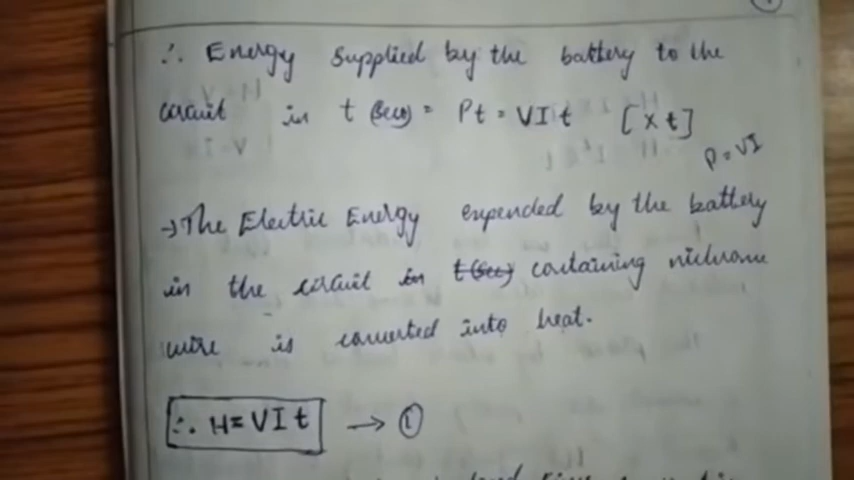 ∴ Energy supplied by the battery to the
circuit in t (sec) = Pt = VIt [× t]
P = VI
→ The Electric Energy expended by the battery
in the circuit in t(sec) containing nichrome
wire is converted into heat.
∴ H = VIt → ①